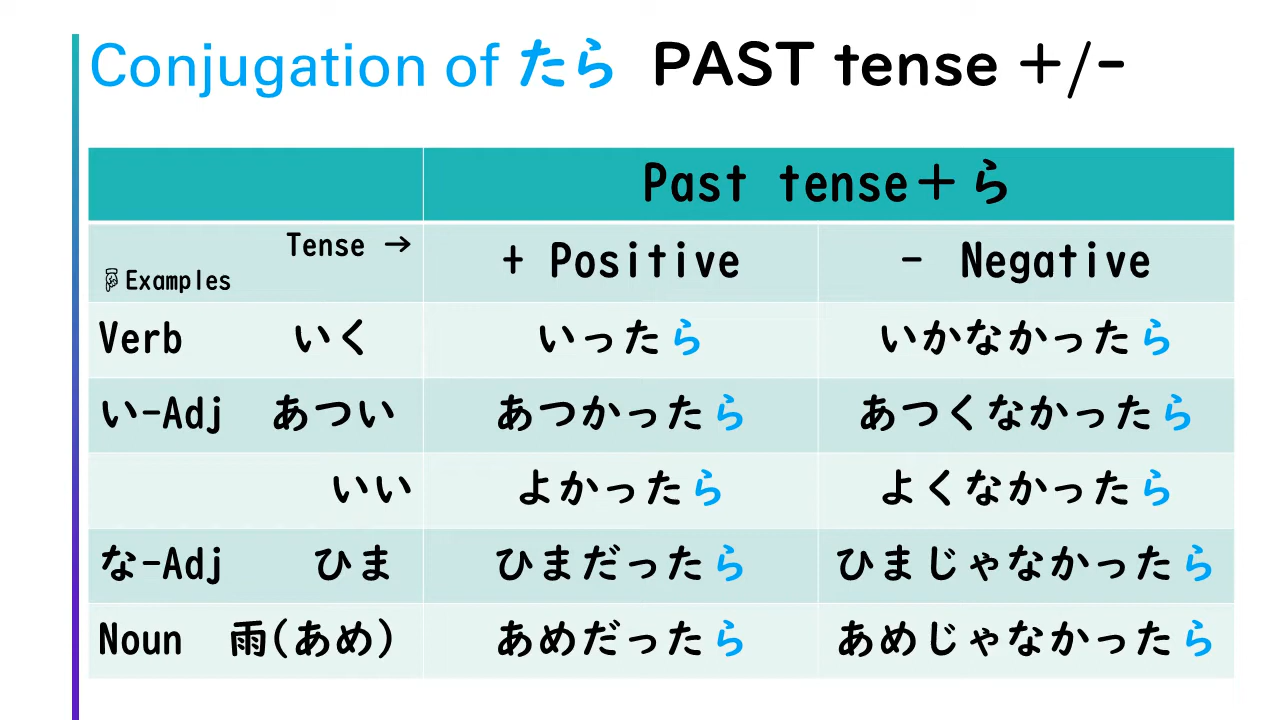 Conjugation of たら PAST tense +/-
Past tense＋ら
Tense →
☟Examples
+ Positive
- Negative
Verb いく いったら いかなかったら
い-Adj あつい あつかったら あつくなかったら
いい よかったら よくなかったら
な-Adj ひま ひまだったら ひまじゃなかったら
Noun 雨(あめ) あめだったら あめじゃなかったら